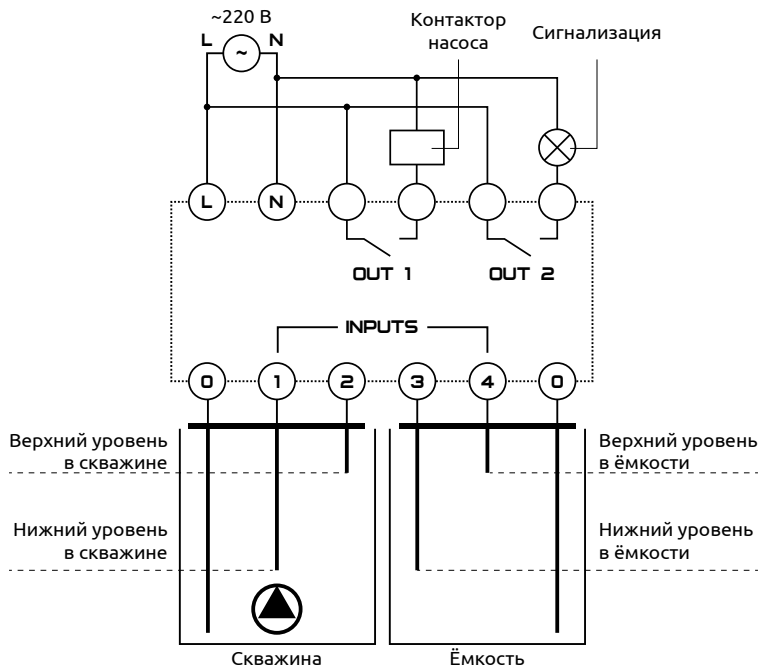 ~220 В
L
N
~
Контактор
насоса
Сигнализация
L
N
OUT 1
OUT 2
INPUTS
0
1
2
3
4
0
Верхний уровень
в скважине
Верхний уровень
в ёмкости
Нижний уровень
в скважине
Нижний уровень
в ёмкости
Скважина
Ёмкость